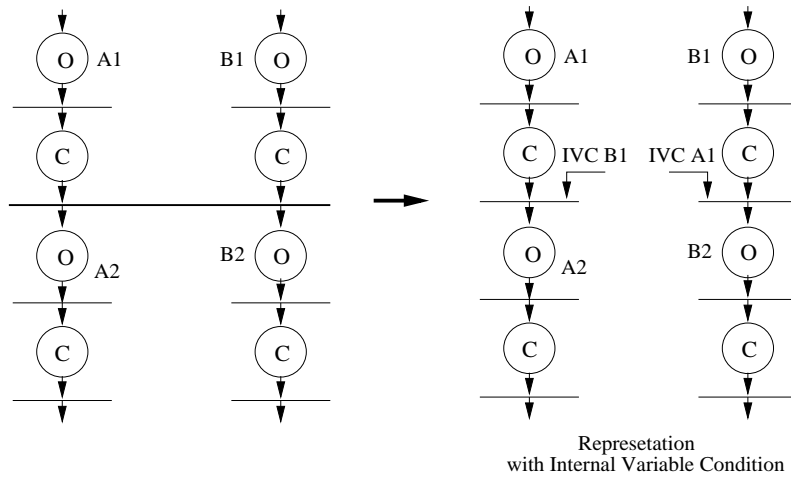 O A1 B1 O O A1 B1 O
C C C IVC B1 IVC A1 C
O A2 B2 O O A2 B2 O
C C C C
Represetation
with Internal Variable Condition